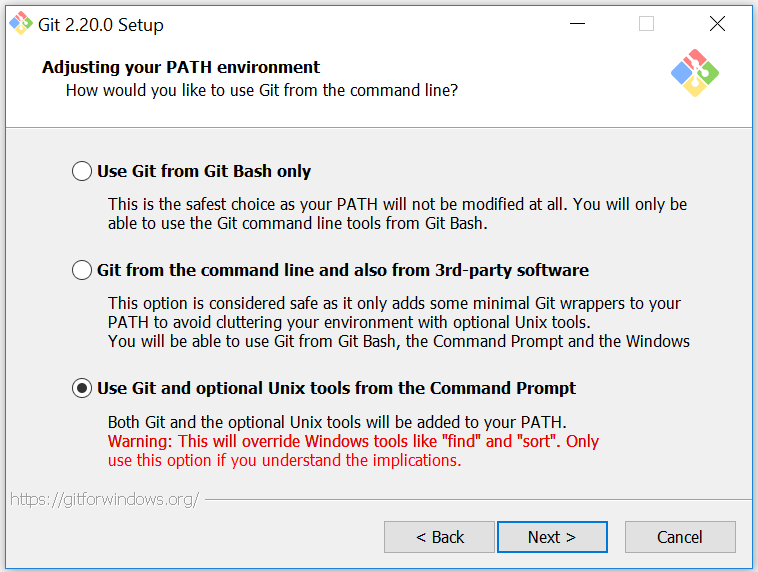 Git 2.20.0 Setup
Adjusting your PATH environment
How would you like to use Git from the command line?
Use Git from Git Bash only
This is the safest choice as your PATH will not be modified at all. You will only be
able to use the Git command line tools from Git Bash.
Git from the command line and also from 3rd-party software
This option is considered safe as it only adds some minimal Git wrappers to your
PATH to avoid cluttering your environment with optional Unix tools.
You will be able to use Git from Git Bash, the Command Prompt and the Windows
Use Git and optional Unix tools from the Command Prompt
Both Git and the optional Unix tools will be added to your PATH.
Warning: This will override Windows tools like "find" and "sort". Only
use this option if you understand the implications.
https://gitforwindows.org/
< Back Next > Cancel